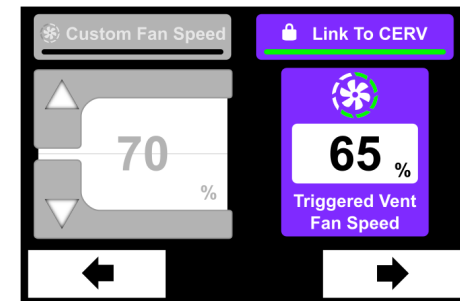 Custom Fan Speed
Link To CERV
70
%
65 %
Triggered Vent
Fan Speed